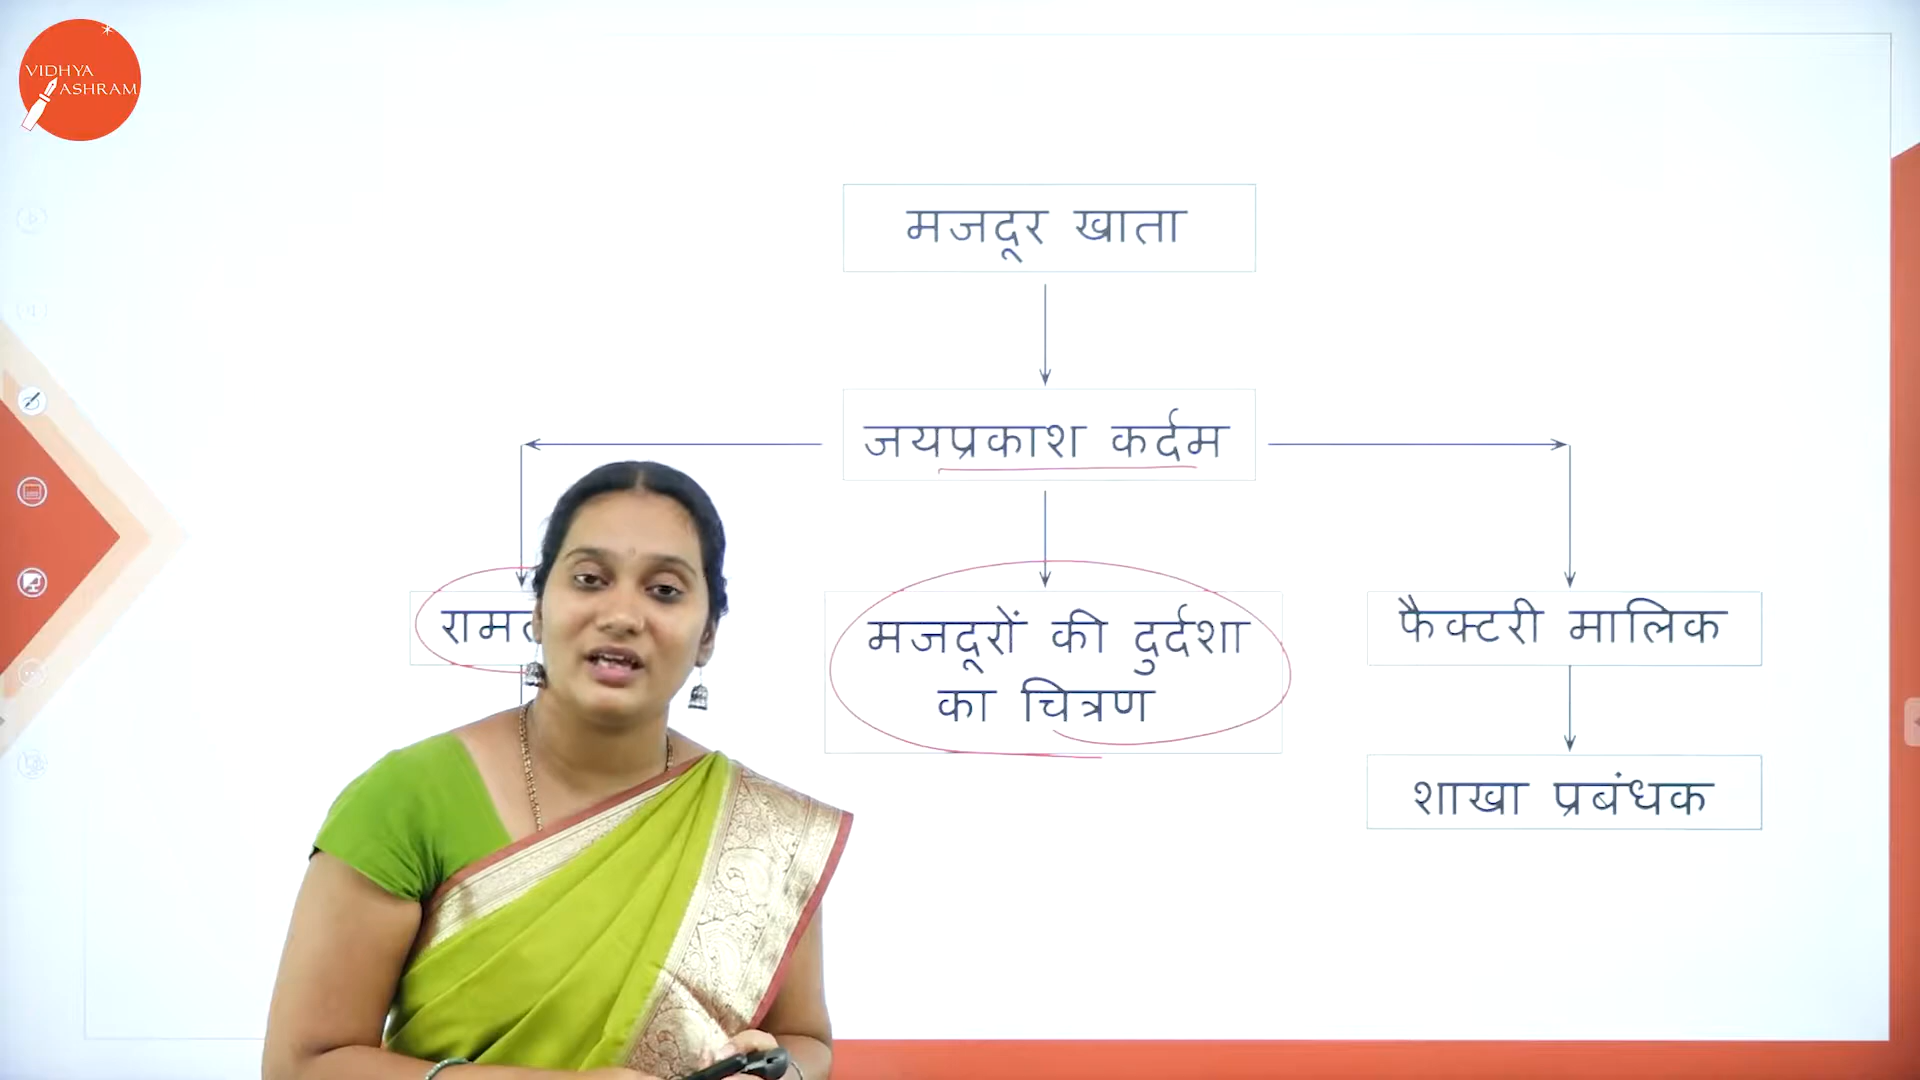 VIDHYA
ASHRAM
मजदूर खाता
जयप्रकाश कर्दम
मजदूरों की दुर्दशा
का चित्रण
फैक्टरी मालिक
शाखा प्रबंधक